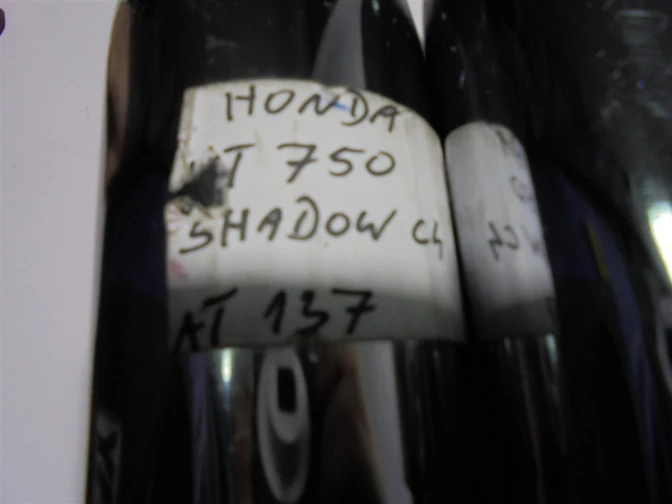 HONDA
T 750
SHADOW C4
AT 137